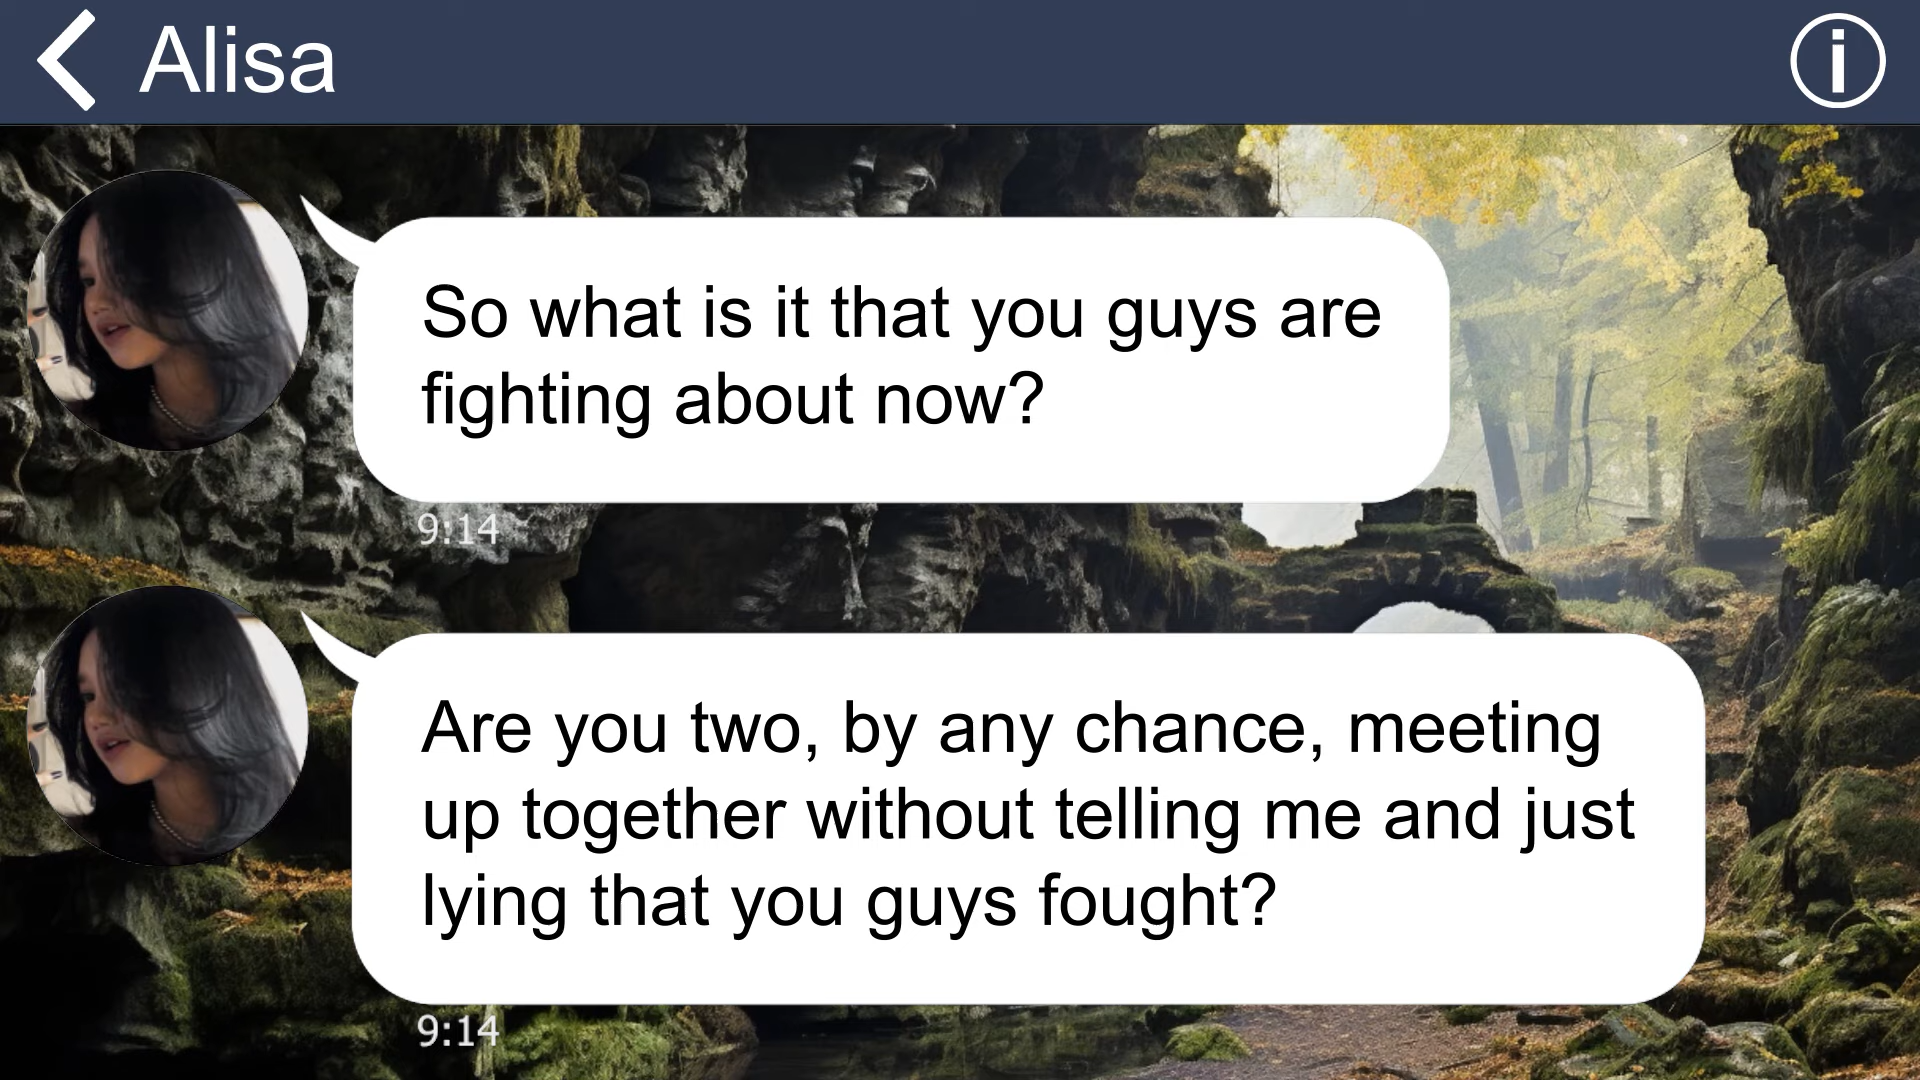 Alisa
So what is it that you guys are
fighting about now?
9:14
Are you two, by any chance, meeting
up together without telling me and just
lying that you guys fought?
9:14